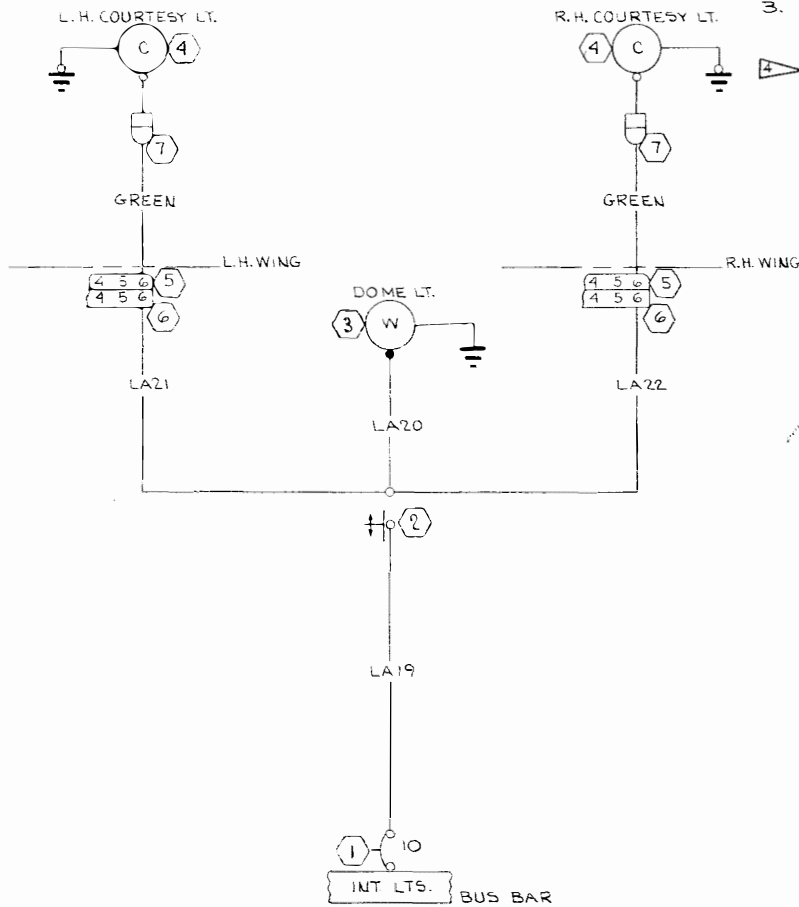 L.H. COURTESY LT.
R.H. COURTESY LT.
3.
C
4
4
C
4
7
7
GREEN
GREEN
L.H. WING
R.H. WING
4 5 6
5
4 5 6
5
4 5 6
6
4 5 6
6
DOME LT.
3
W
LA21
LA22
LA20
2
LA19
1
10
INT. LTS.
BUS BAR